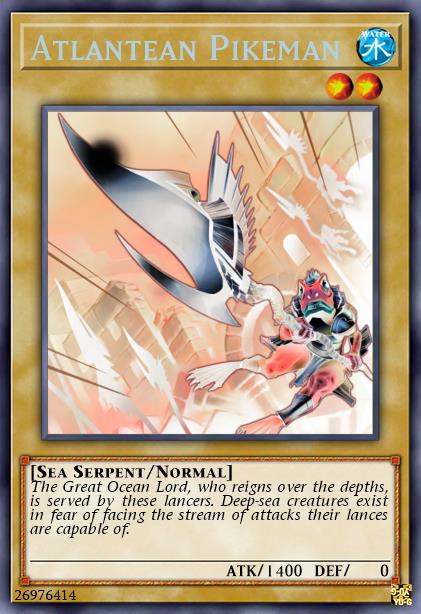 Atlantean Pikeman
WATER
水
[Sea Serpent/Normal]
The Great Ocean Lord, who reigns over the depths,
is served by these lancers. Deep-sea creatures exist
in fear of facing the stream of attacks their lances
are capable of.
ATK/1400 DEF/ 0
26976414